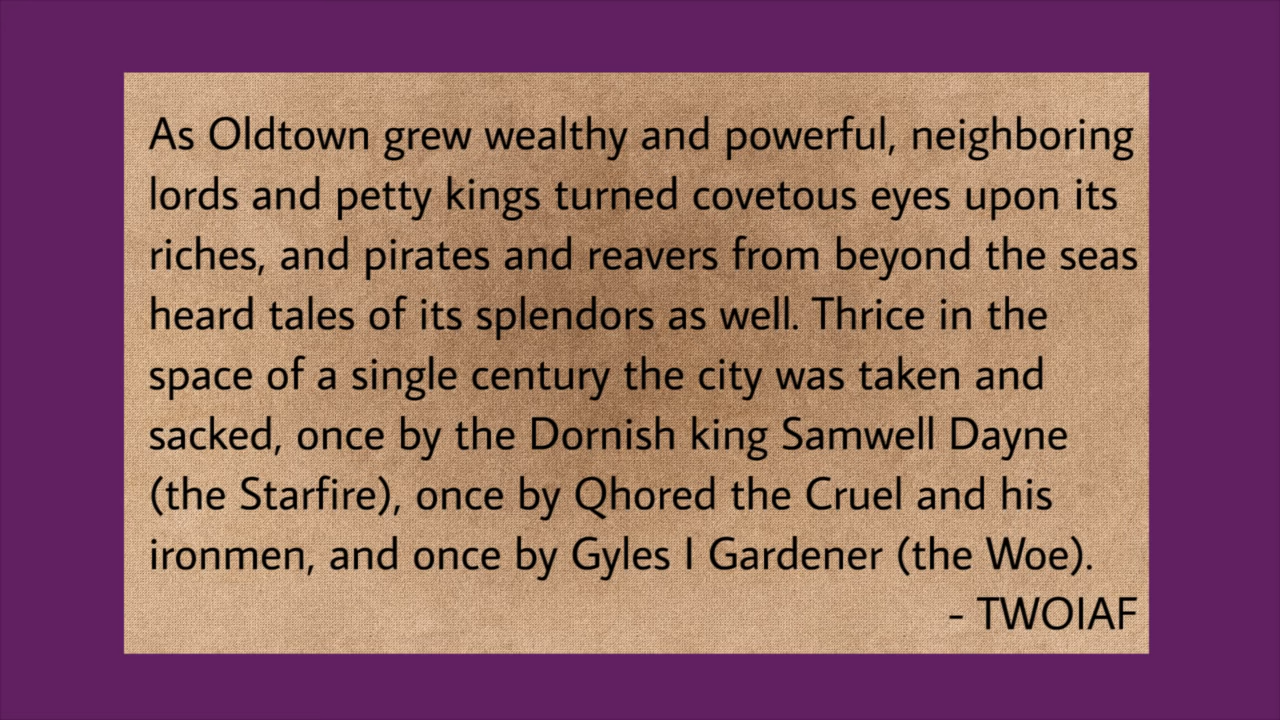 As Oldtown grew wealthy and powerful, neighboring
lords and petty kings turned covetous eyes upon its
riches, and pirates and reavers from beyond the seas
heard tales of its splendors as well. Thrice in the
space of a single century the city was taken and
sacked, once by the Dornish king Samwell Dayne
(the Starfire), once by Qhored the Cruel and his
ironmen, and once by Gyles I Gardener (the Woe).
- TWOIAF